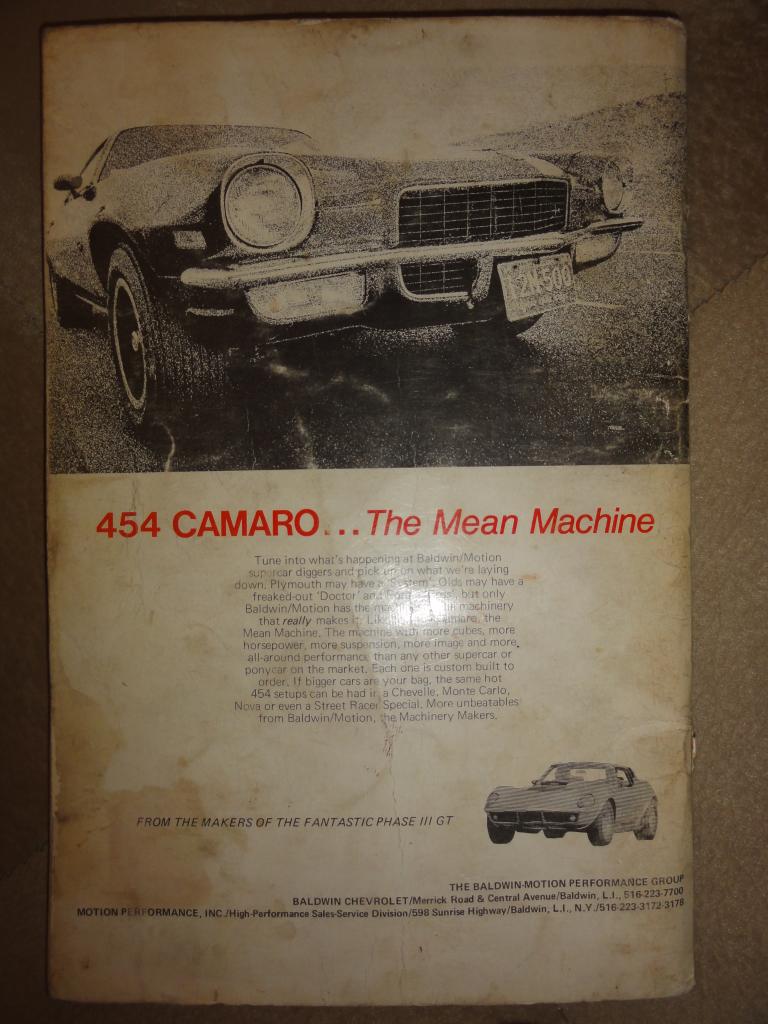 454 CAMARO... The Mean Machine
Tune into what's happening at Baldwin/Motion
supercar diggers and pick up on what we're laying
down. Plymouth may have a 'System'. Olds may have a
freaked-out 'Doctor' and Ford a but only
Baldwin/Motion has the machinery
that really makes it. the
Mean Machine. The machine with more cubes, more
horsepower, more suspension, more image and more
all-around performance than any other supercar or
ponycar on the market. Each one is custom built to
order. If bigger cars are your bag, the same hot
454 setups can be had in a Chevelle, Monte Carlo,
Nova or even a Street Racer Special. More unbeatables
from Baldwin/Motion, the Machinery Makers.
FROM THE MAKERS OF THE FANTASTIC PHASE III GT
THE BALDWIN-MOTION PERFORMANCE GROUP
BALDWIN CHEVROLET/Merrick Road & Central Avenue/Baldwin, L.I., 516-223-7700
MOTION PERFORMANCE, INC./High-Performance Sales-Service Division/598 Sunrise Highway/Baldwin, L.I., N.Y./516-223-3172-3178